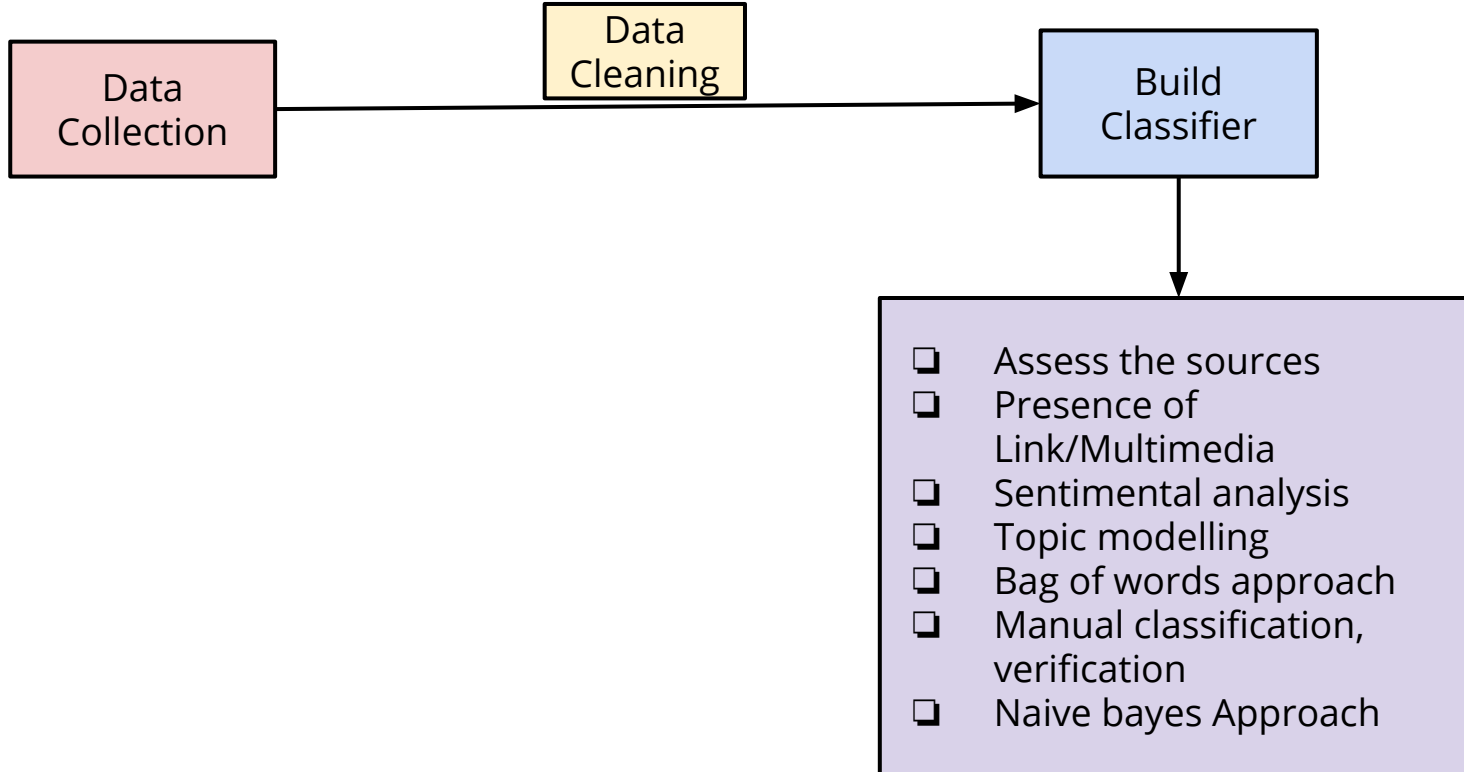 Data
Cleaning
Data
Collection
Build
Classifier
❏ Assess the sources
❏ Presence of
Link/Multimedia
❏ Sentimental analysis
❏ Topic modelling
❏ Bag of words approach
❏ Manual classification,
verification
❏ Naive bayes Approach